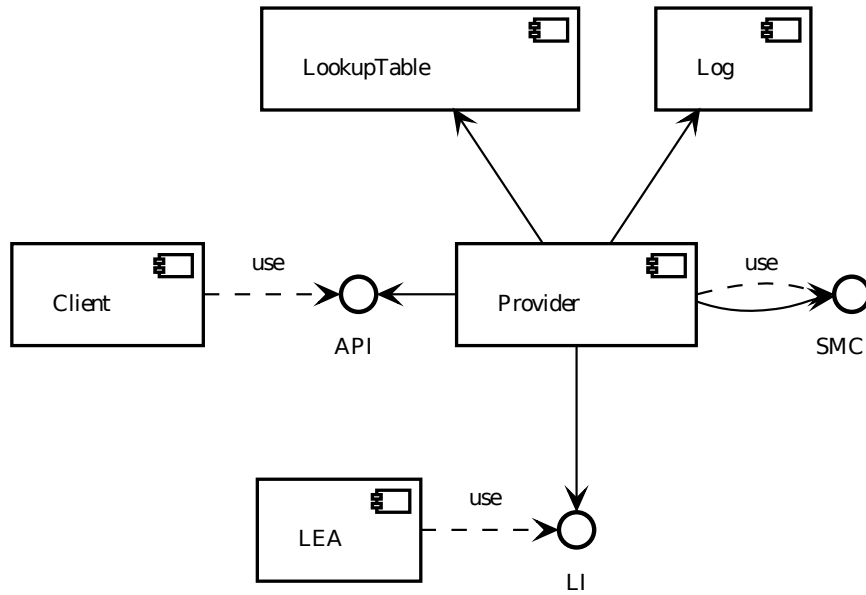 LookupTable
Log
use
use
Client
Provider
API
SMC
use
LEA
LI